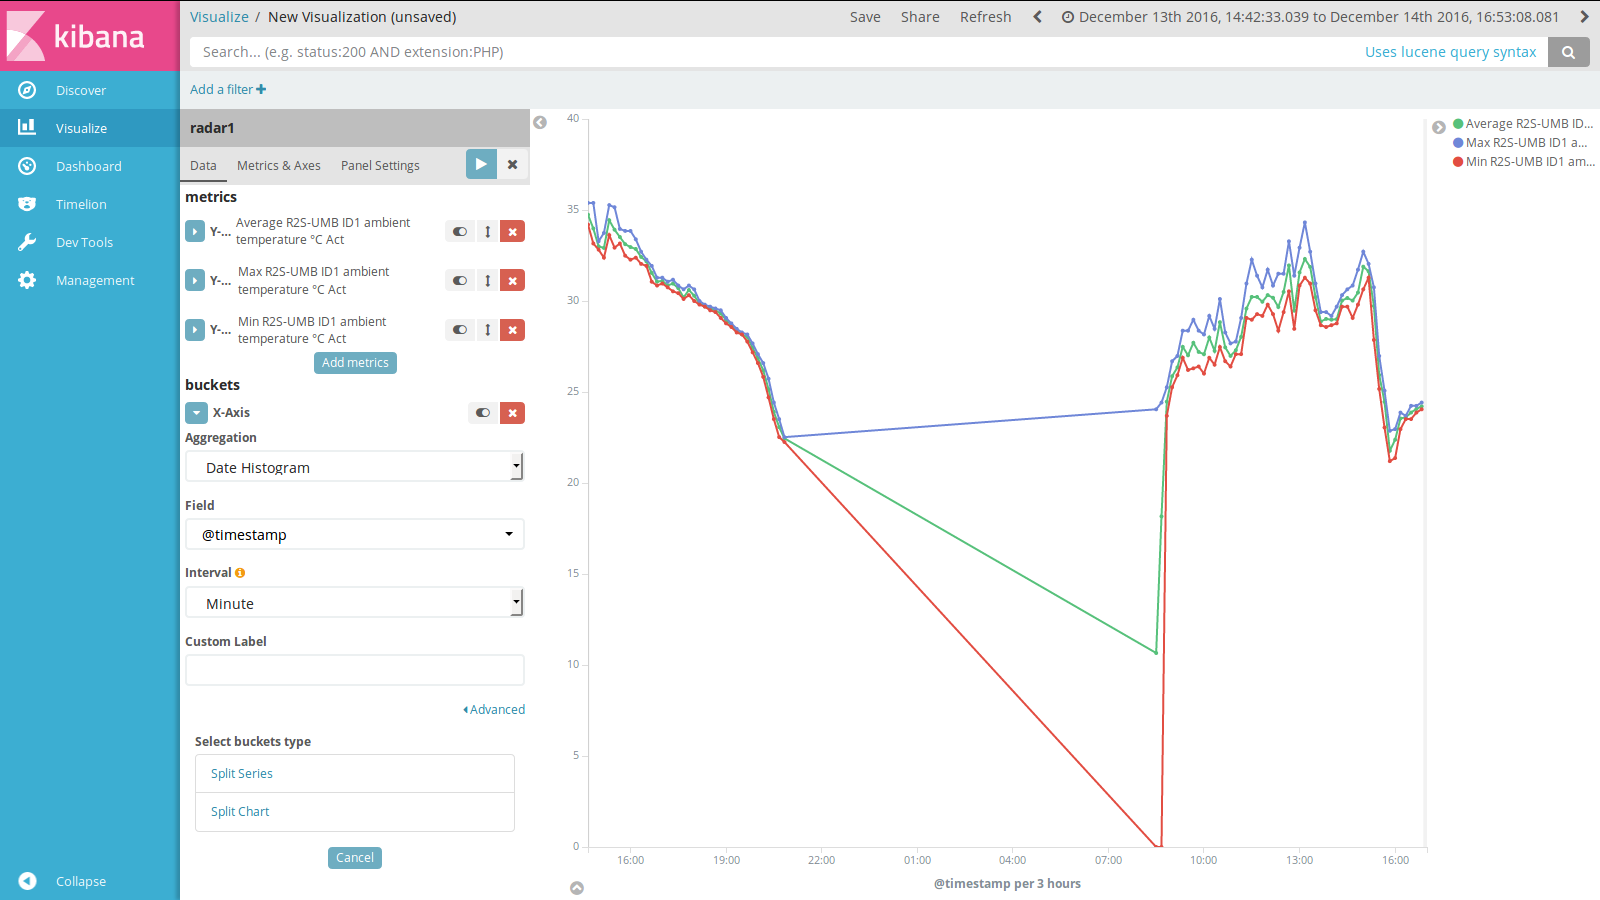 kibana
Discover
Visualize
Dashboard
Timelion
Dev Tools
Management
Collapse
Visualize / New Visualization (unsaved)
Save Share Refresh December 13th 2016, 14:42:33.039 to December 14th 2016, 16:53:08.081
Search... (e.g. status:200 AND extension:PHP) Uses lucene query syntax
Add a filter
radar1
Data Metrics & Axes Panel Settings
metrics
Y-... Average R2S-UMB ID1 ambient
temperature °C Act
Y-... Max R2S-UMB ID1 ambient
temperature °C Act
Y-... Min R2S-UMB ID1 ambient
temperature °C Act
Add metrics
buckets
X-Axis
Aggregation
Date Histogram
Field
@timestamp
Interval
Minute
Custom Label
Advanced
Select buckets type
Split Series
Split Chart
Cancel
40
35
30
25
20
15
10
5
0
16:00 19:00 22:00 01:00 04:00 07:00 10:00 13:00 16:00
@timestamp per 3 hours
Average R2S-UMB ID...
Max R2S-UMB ID1 a...
Min R2S-UMB ID1 am...